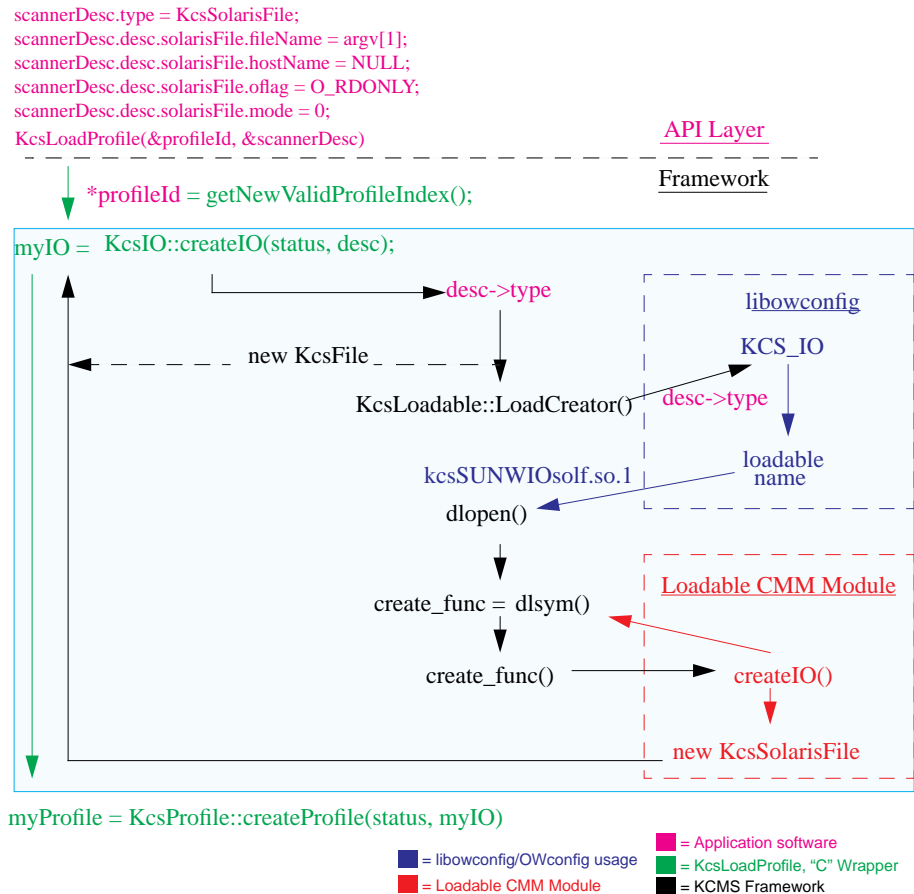 scannerDesc.type = KcsSolarisFile;
scannerDesc.desc.solarisFile.fileName = argv[1];
scannerDesc.desc.solarisFile.hostName = NULL;
scannerDesc.desc.solarisFile.oflag = O_RDONLY;
scannerDesc.desc.solarisFile.mode = 0;
KcsLoadProfile(&profileId, &scannerDesc)
API Layer
Framework
*profileId = getNewValidProfileIndex();
myIO = KcsIO::createIO(status, desc);
desc->type
libowconfig
KCS_IO
new KcsFile
KcsLoadable::LoadCreator()
desc->type
loadable
name
kcsSUNWIOsolf.so.1
dlopen()
Loadable CMM Module
create_func = dlsym()
create_func()
createIO()
new KcsSolarisFile
myProfile = KcsProfile::createProfile(status, myIO)
= libowconfig/OWconfig usage
= Loadable CMM Module
= Application software
= KcsLoadProfile, “C” Wrapper
= KCMS Framework